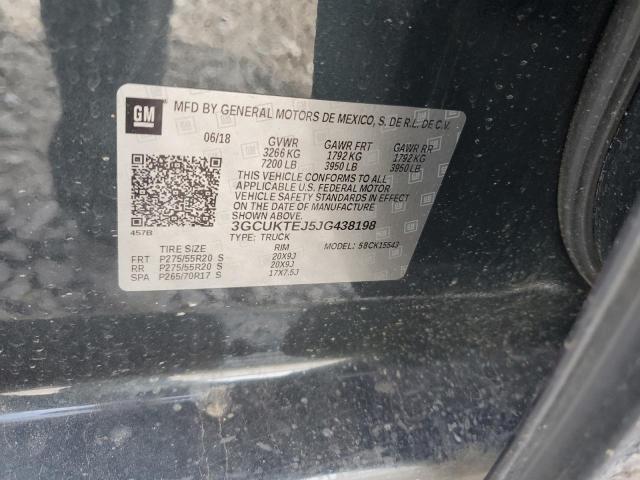 GM
MFD BY GENERAL MOTORS DE MEXICO, S. DE R.L. DE C.V.
06/18 GVWR GAWR FRT GAWR RR
3266 KG 1792 KG 1792 KG
7200 LB 3950 LB 3950 LB
THIS VEHICLE CONFORMS TO ALL
APPLICABLE U.S. FEDERAL MOTOR
VEHICLE SAFETY STANDARDS IN EFFECT
ON THE DATE OF MANUFACTURE
SHOWN ABOVE.
3GCUKTEJ5JG438198
457B TYPE: TRUCK MODEL: 58CK15543
TIRE SIZE RIM
FRT P275/55R20 S 20X9J
RR P275/55R20 S 20X9J
SPA P265/70R17 S 17X7.5J